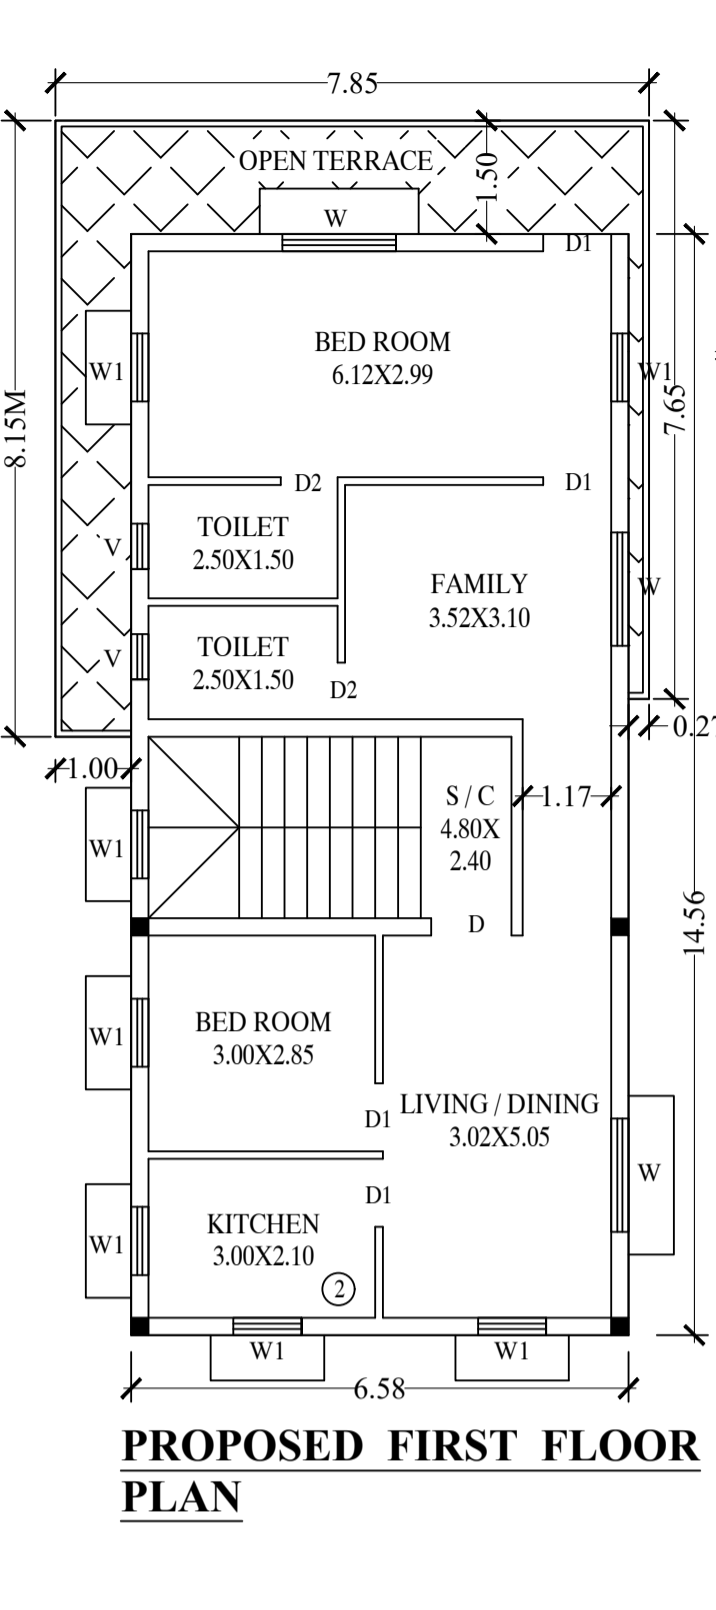 7.85
OPEN TERRACE
1.50
W
D1
BED ROOM
6.12X2.99
W1
W1
7.65
8.15M
D2
D1
TOILET
2.50X1.50
V
FAMILY
3.52X3.10
W
TOILET
2.50X1.50
V
D2
0.27
1.00
S / C
4.80X
2.40
1.17
W1
D
14.56
BED ROOM
3.00X2.85
W1
LIVING / DINING
3.02X5.05
D1
W
D1
KITCHEN
3.00X2.10
W1
2
W1
W1
6.58
PROPOSED FIRST FLOOR
PLAN